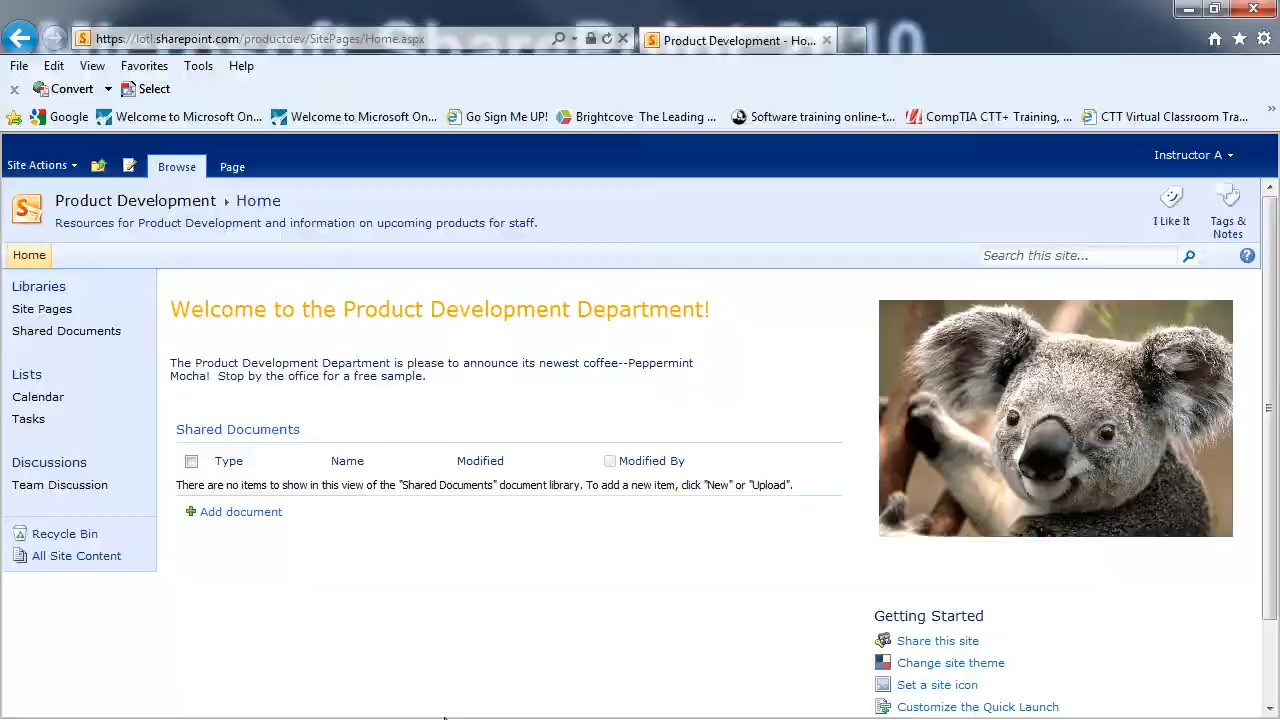 https://iotl.sharepoint.com/productdev/SitePages/Home.aspx
Product Development - Ho...
10
File Edit View Favorites Tools Help
Convert Select
Google Welcome to Microsoft On... Welcome to Microsoft On... Go Sign Me UP! Brightcove The Leading ... Software training online-t... CompTIA CTT+ Training, ... CTT Virtual Classroom Tra...
Site Actions Browse Page Instructor A
Product Development Home
Resources for Product Development and information on upcoming products for staff.
I Like It
Tags & Notes
Home Search this site...
Libraries
Site Pages
Shared Documents
Lists
Calendar
Tasks
Discussions
Team Discussion
Recycle Bin
All Site Content
Welcome to the Product Development Department!
The Product Development Department is please to announce its newest coffee--Peppermint
Mocha! Stop by the office for a free sample.
Shared Documents
Type Name Modified Modified By
There are no items to show in this view of the "Shared Documents" document library. To add a new item, click "New" or "Upload".
Add document
Getting Started
Share this site
Change site theme
Set a site icon
Customize the Quick Launch